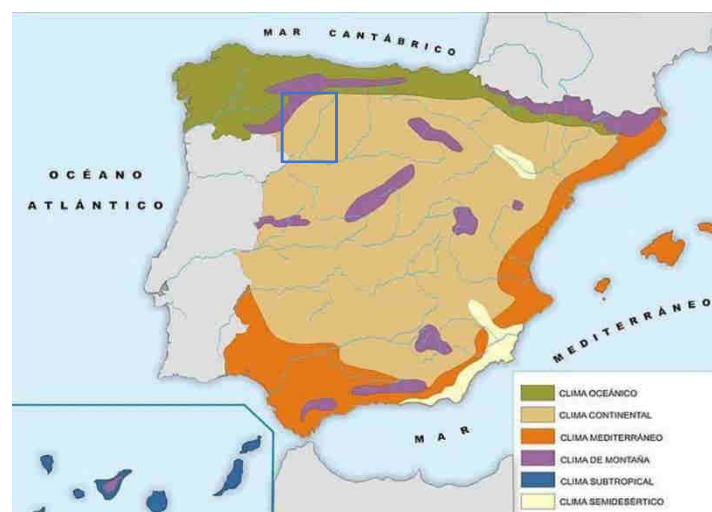 MAR CANTÁBRICO
OCÉANO
ATLÁNTICO
MEDITERRÁNEO
MAR
CLIMA OCEÁNICO
CLIMA CONTINENTAL
CLIMA MEDITERRÁNEO
CLIMA DE MONTAÑA
CLIMA SUBTROPICAL
CLIMA SEMIDESÉRTICO